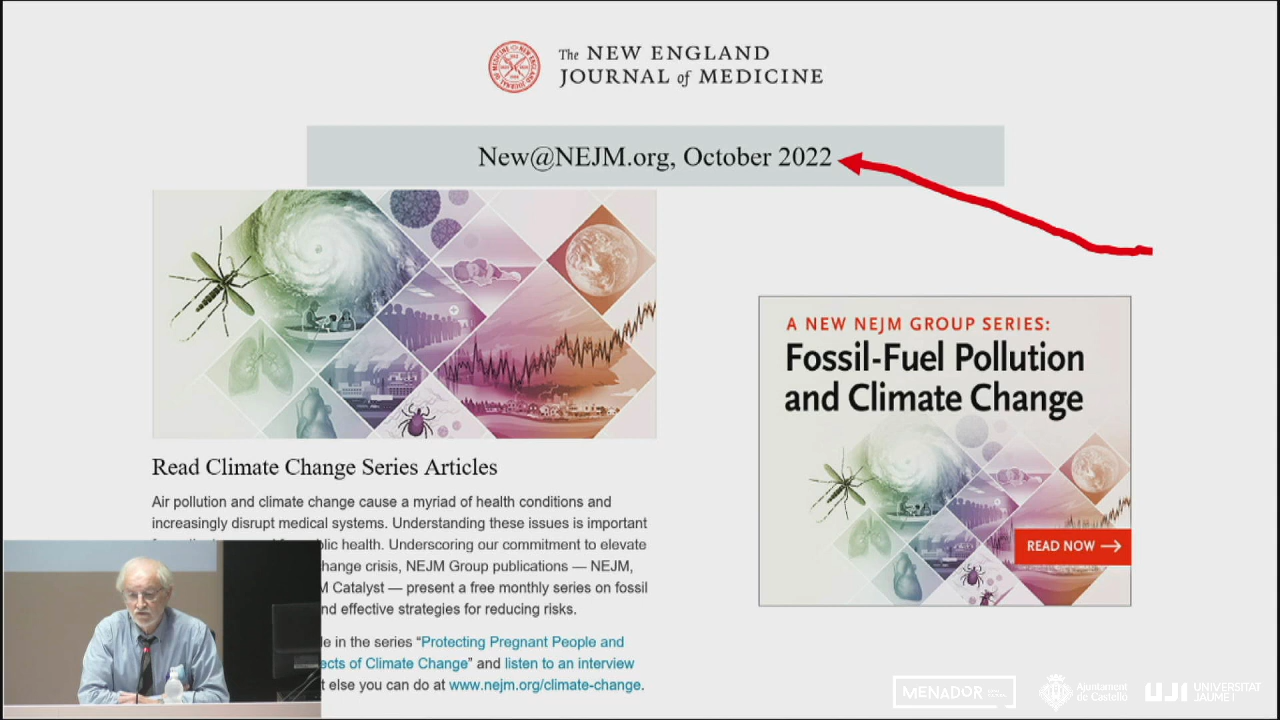 The NEW ENGLAND
JOURNAL of MEDICINE
New@NEJM.org, October 2022
Read Climate Change Series Articles
Air pollution and climate change cause a myriad of health conditions and
increasingly disrupt medical systems. Understanding these issues is important
blic health. Underscoring our commitment to elevate
hange crisis, NEJM Group publications — NEJM,
M Catalyst — present a free monthly series on fossil
nd effective strategies for reducing risks.
le in the series “Protecting Pregnant People and
ects of Climate Change” and listen to an interview
t else you can do at www.nejm.org/climate-change.
A NEW NEJM GROUP SERIES:
Fossil-Fuel Pollution
and Climate Change
READ NOW
MENADOR
Ajuntament
de Castelló
UJI UNIVERSITAT
JAUME I